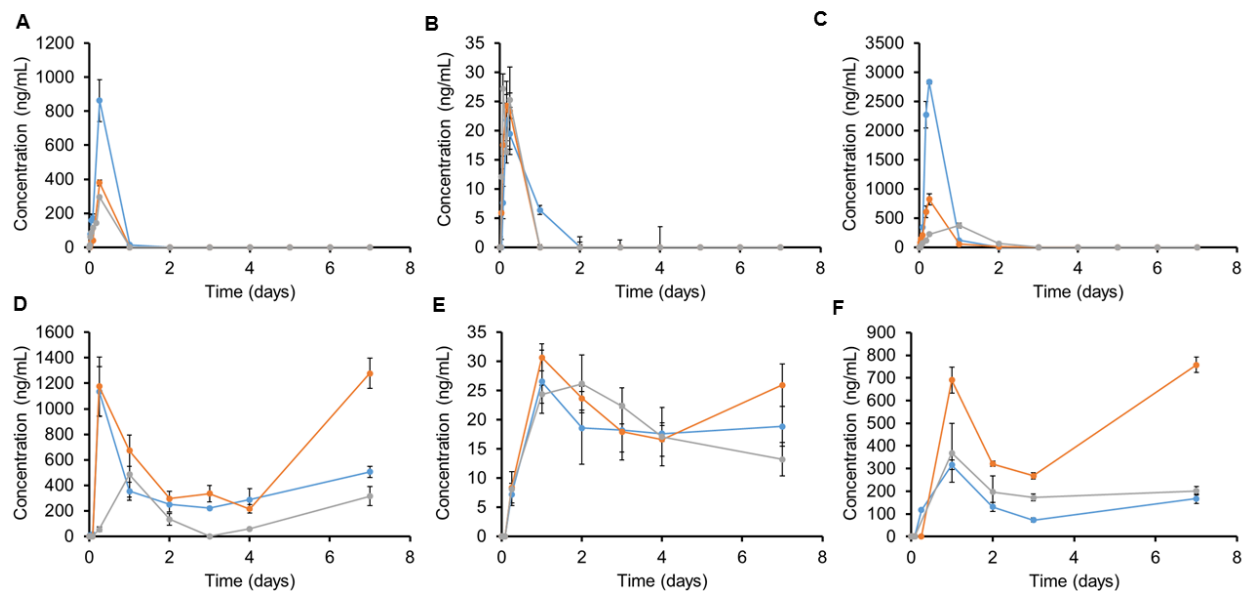 A
Concentration (ng/mL)
1200
1000
800
600
400
200
0
0 2 4 6 8
Time (days)
B
Concentration (ng/mL)
35
30
25
20
15
10
5
0
0 2 4 6 8
Time (days)
C
Concentration (ng/mL)
3500
3000
2500
2000
1500
1000
500
0
0 2 4 6 8
Time (days)
D
Concentration (ng/mL)
1600
1400
1200
1000
800
600
400
200
0
0 2 4 6 8
Time (days)
E
Concentration (ng/mL)
35
30
25
20
15
10
5
0
0 2 4 6 8
Time (days)
F
Concentration (ng/mL)
900
800
700
600
500
400
300
200
100
0
0 2 4 6 8
Time (days)